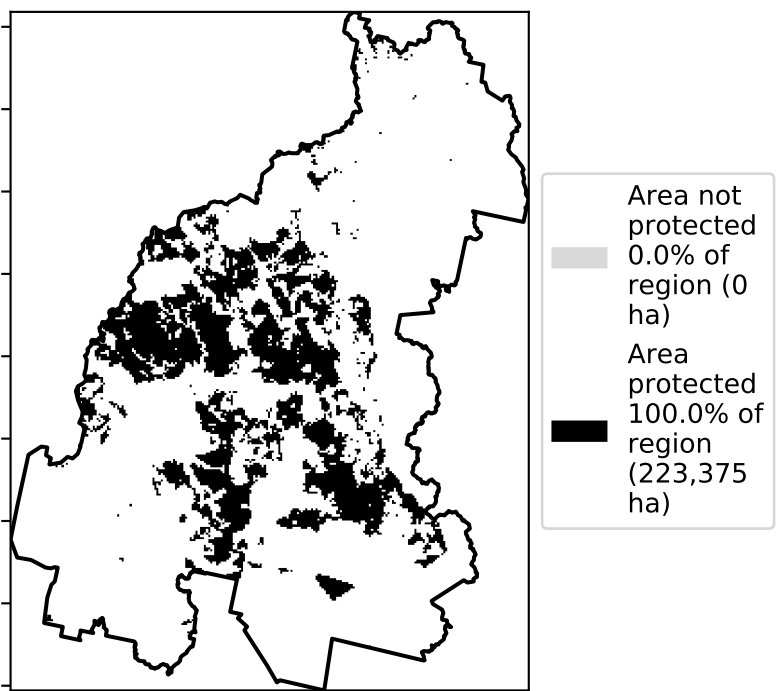 Area not
protected
0.0% of
region (0
ha)
Area
protected
100.0% of
region
(223,375
ha)